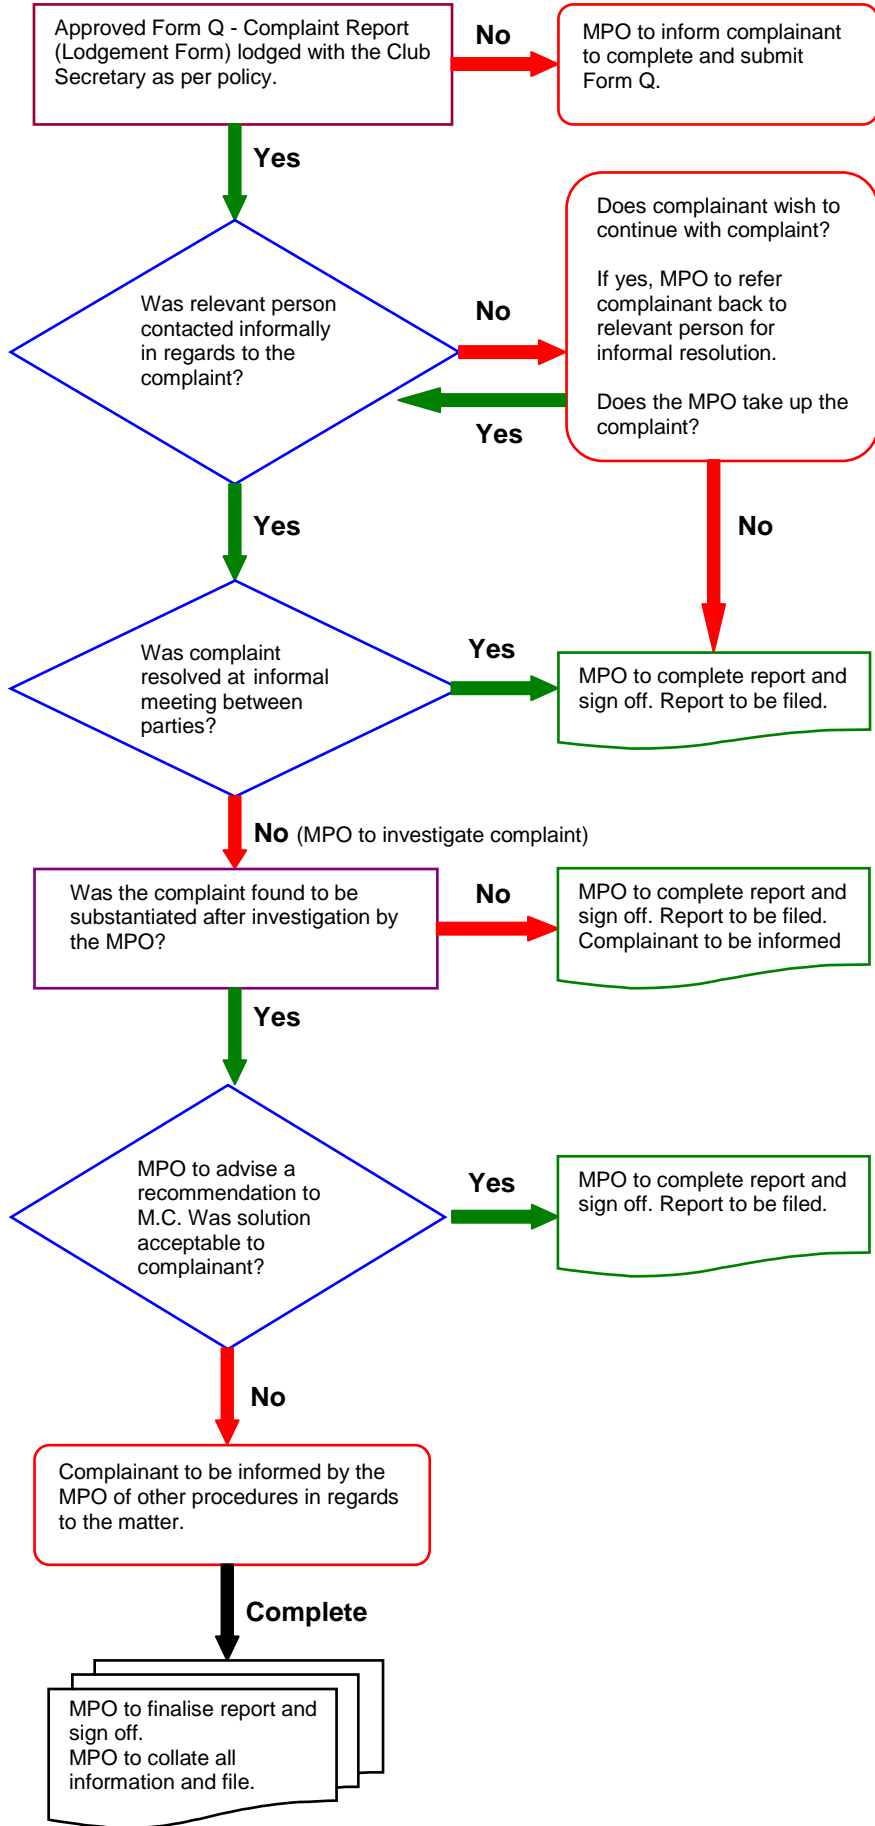 Approved Form Q - Complaint Report
(Lodgement Form) lodged with the Club
Secretary as per policy.
No
MPO to inform complainant
to complete and submit
Form Q.
Yes
Does complainant wish to
continue with complaint?
If yes, MPO to refer
complainant back to
relevant person for
informal resolution.
Does the MPO take up the
complaint?
Was relevant person
contacted informally
in regards to the
complaint?
No
Yes
Yes
No
Was complaint
resolved at informal
meeting between
parties?
Yes
MPO to complete report and
sign off. Report to be filed.
No (MPO to investigate complaint)
Was the complaint found to be
substantiated after investigation by
the MPO?
No
MPO to complete report and
sign off. Report to be filed.
Complainant to be informed
Yes
MPO to advise a
recommendation to
M.C. Was solution
acceptable to
complainant?
Yes
MPO to complete report and
sign off. Report to be filed.
No
Complainant to be informed by the
MPO of other procedures in regards
to the matter.
Complete
MPO to finalise report and
sign off.
MPO to collate all
information and file.